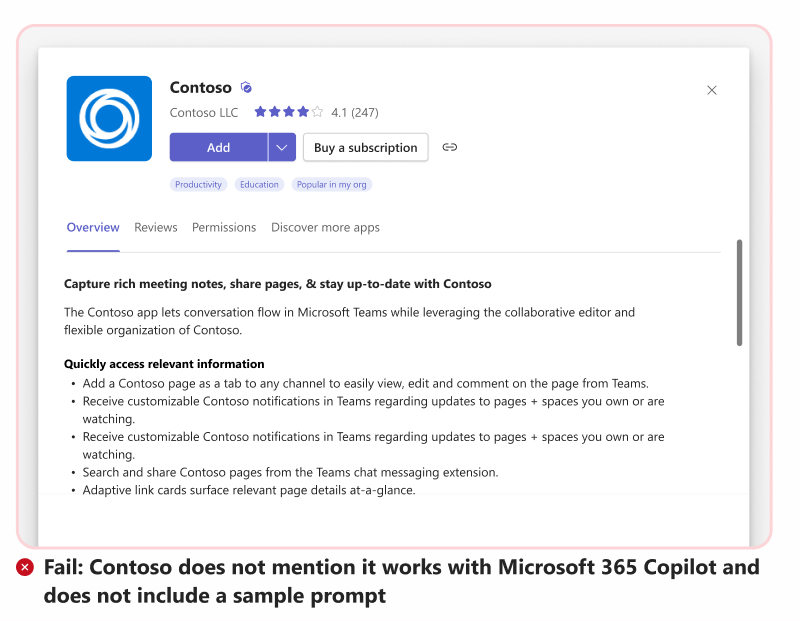 Contoso
Contoso LLC 4.1 (247)
Add Buy a subscription
Productivity Education Popular in my org
Overview Reviews Permissions Discover more apps
Capture rich meeting notes, share pages, & stay up-to-date with Contoso
The Contoso app lets conversation flow in Microsoft Teams while leveraging the collaborative editor and
flexible organization of Contoso.
Quickly access relevant information
• Add a Contoso page as a tab to any channel to easily view, edit and comment on the page from Teams.
• Receive customizable Contoso notifications in Teams regarding updates to pages + spaces you own or are
watching.
• Receive customizable Contoso notifications in Teams regarding updates to pages + spaces you own or are
watching.
• Search and share Contoso pages from the Teams chat messaging extension.
• Adaptive link cards surface relevant page details at-a-glance.
Fail: Contoso does not mention it works with Microsoft 365 Copilot and
does not include a sample prompt